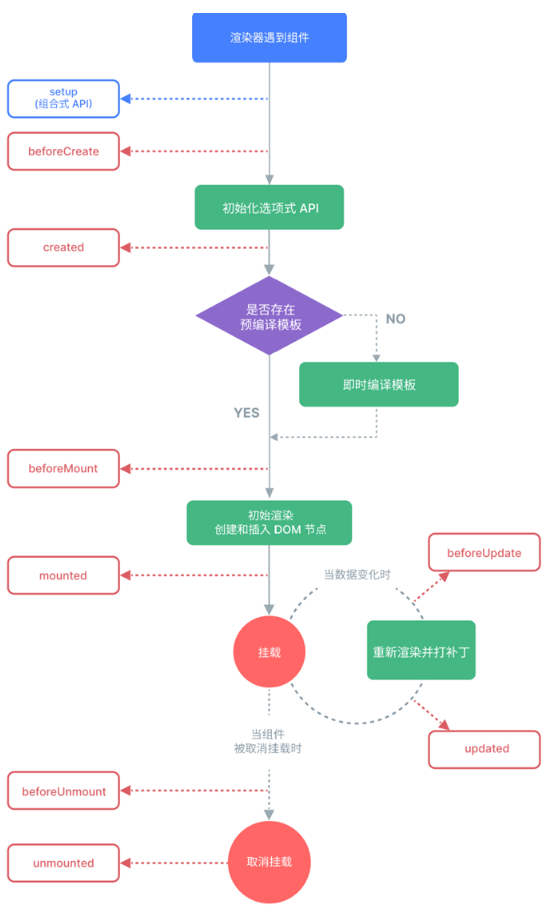 渲染器遇到组件
setup
(组合式 API)
beforeCreate
初始化选项式 API
created
是否存在
预编译模板
NO
即时编译模板
YES
beforeMount
初始渲染
创建和插入 DOM 节点
beforeUpdate
mounted
当数据变化时
挂载
重新渲染并打补丁
当组件
被取消挂载时
updated
beforeUnmount
unmounted
取消挂载